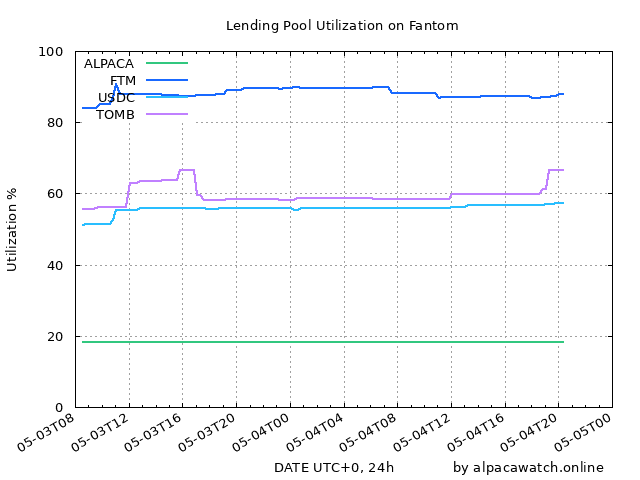 Lending Pool Utilization on Fantom
100
80
60
40
20
0
Utilization %
ALPACA
FTM
USDC
TOMB
05-03T08
05-03T12
05-03T16
05-03T20
05-04T00
05-04T04
05-04T08
05-04T12
05-04T16
05-04T20
05-05T00
DATE UTC+0, 24h
by alpacawatch.online